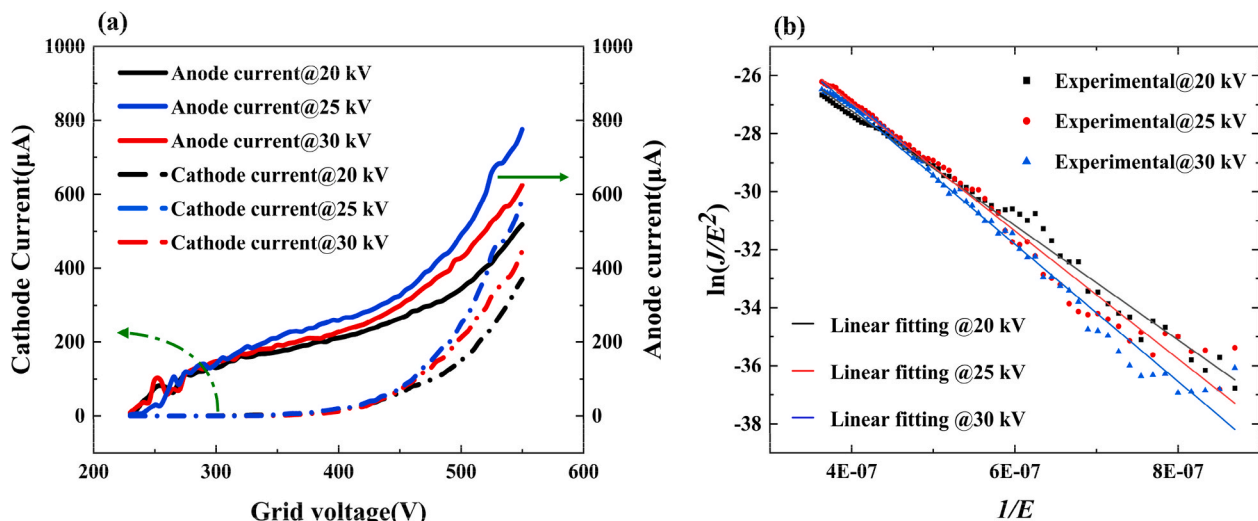 (a)
1000
800
600
400
200
0
Cathode Current(μA)
Anode current@20 kV
Anode current@25 kV
Anode current@30 kV
Cathode current@20 kV
Cathode current@25 kV
Cathode current@30 kV
1000
800
600
400
200
0
Anode current(μA)
200
300
400
500
600
Grid voltage(V)
(b)
-26
-28
-30
-32
-34
-36
-38
ln(J/E²)
Experimental@20 kV
Experimental@25 kV
Experimental@30 kV
Linear fitting @20 kV
Linear fitting @25 kV
Linear fitting @30 kV
4E-07
6E-07
8E-07
1/E